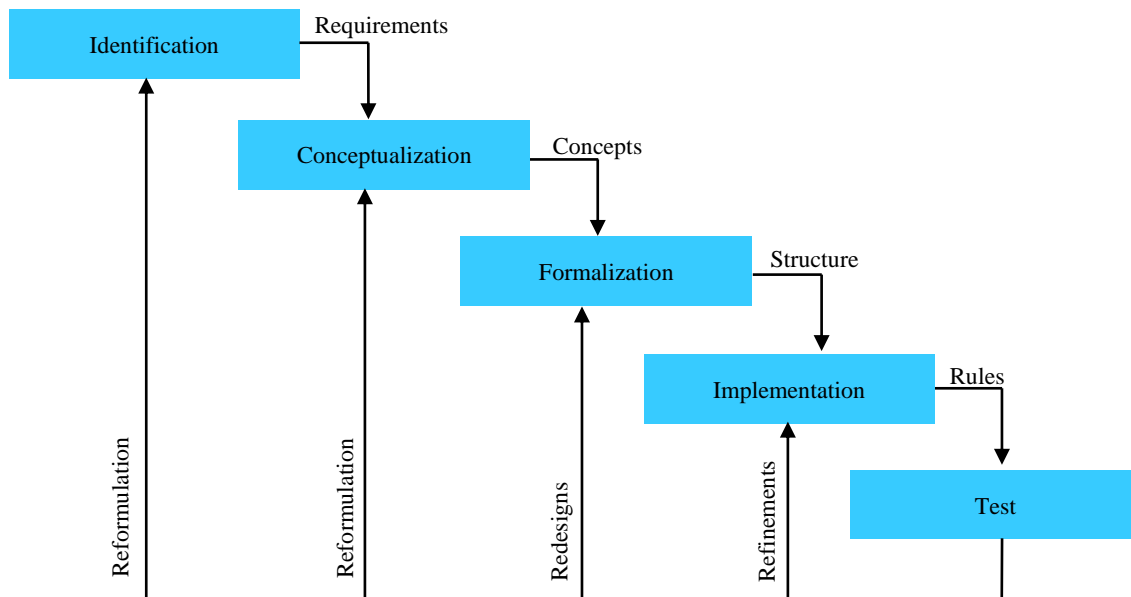 Requirements
Identification
Concepts
Conceptualization
Structure
Formalization
Rules
Implementation
Test
Reformulation
Reformulation
Redesigns
Refinements